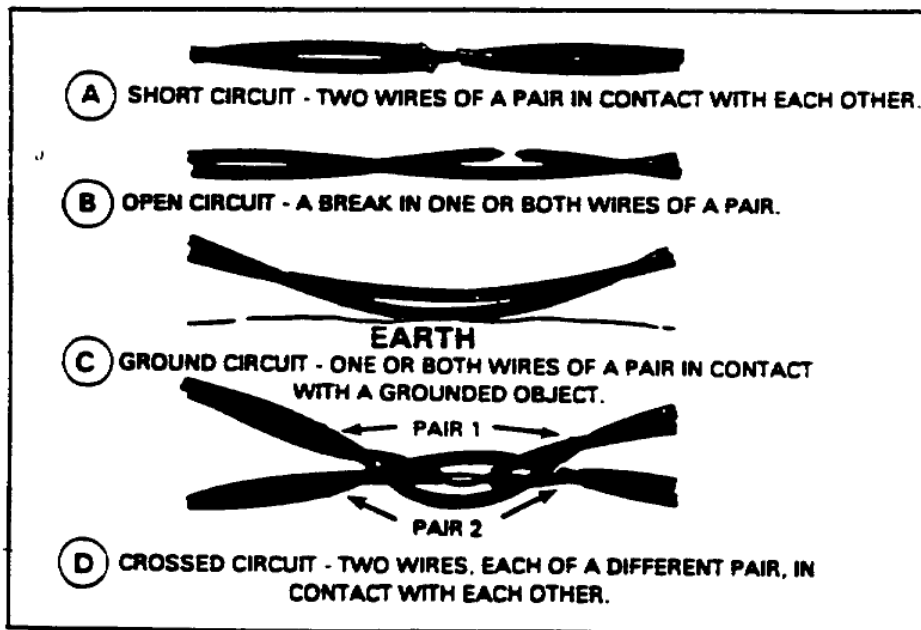 A SHORT CIRCUIT - TWO WIRES OF A PAIR IN CONTACT WITH EACH OTHER.
B OPEN CIRCUIT - A BREAK IN ONE OR BOTH WIRES OF A PAIR.
EARTH
C GROUND CIRCUIT - ONE OR BOTH WIRES OF A PAIR IN CONTACT
WITH A GROUNDED OBJECT.
PAIR 1
PAIR 2
D CROSSED CIRCUIT - TWO WIRES, EACH OF A DIFFERENT PAIR, IN
CONTACT WITH EACH OTHER.